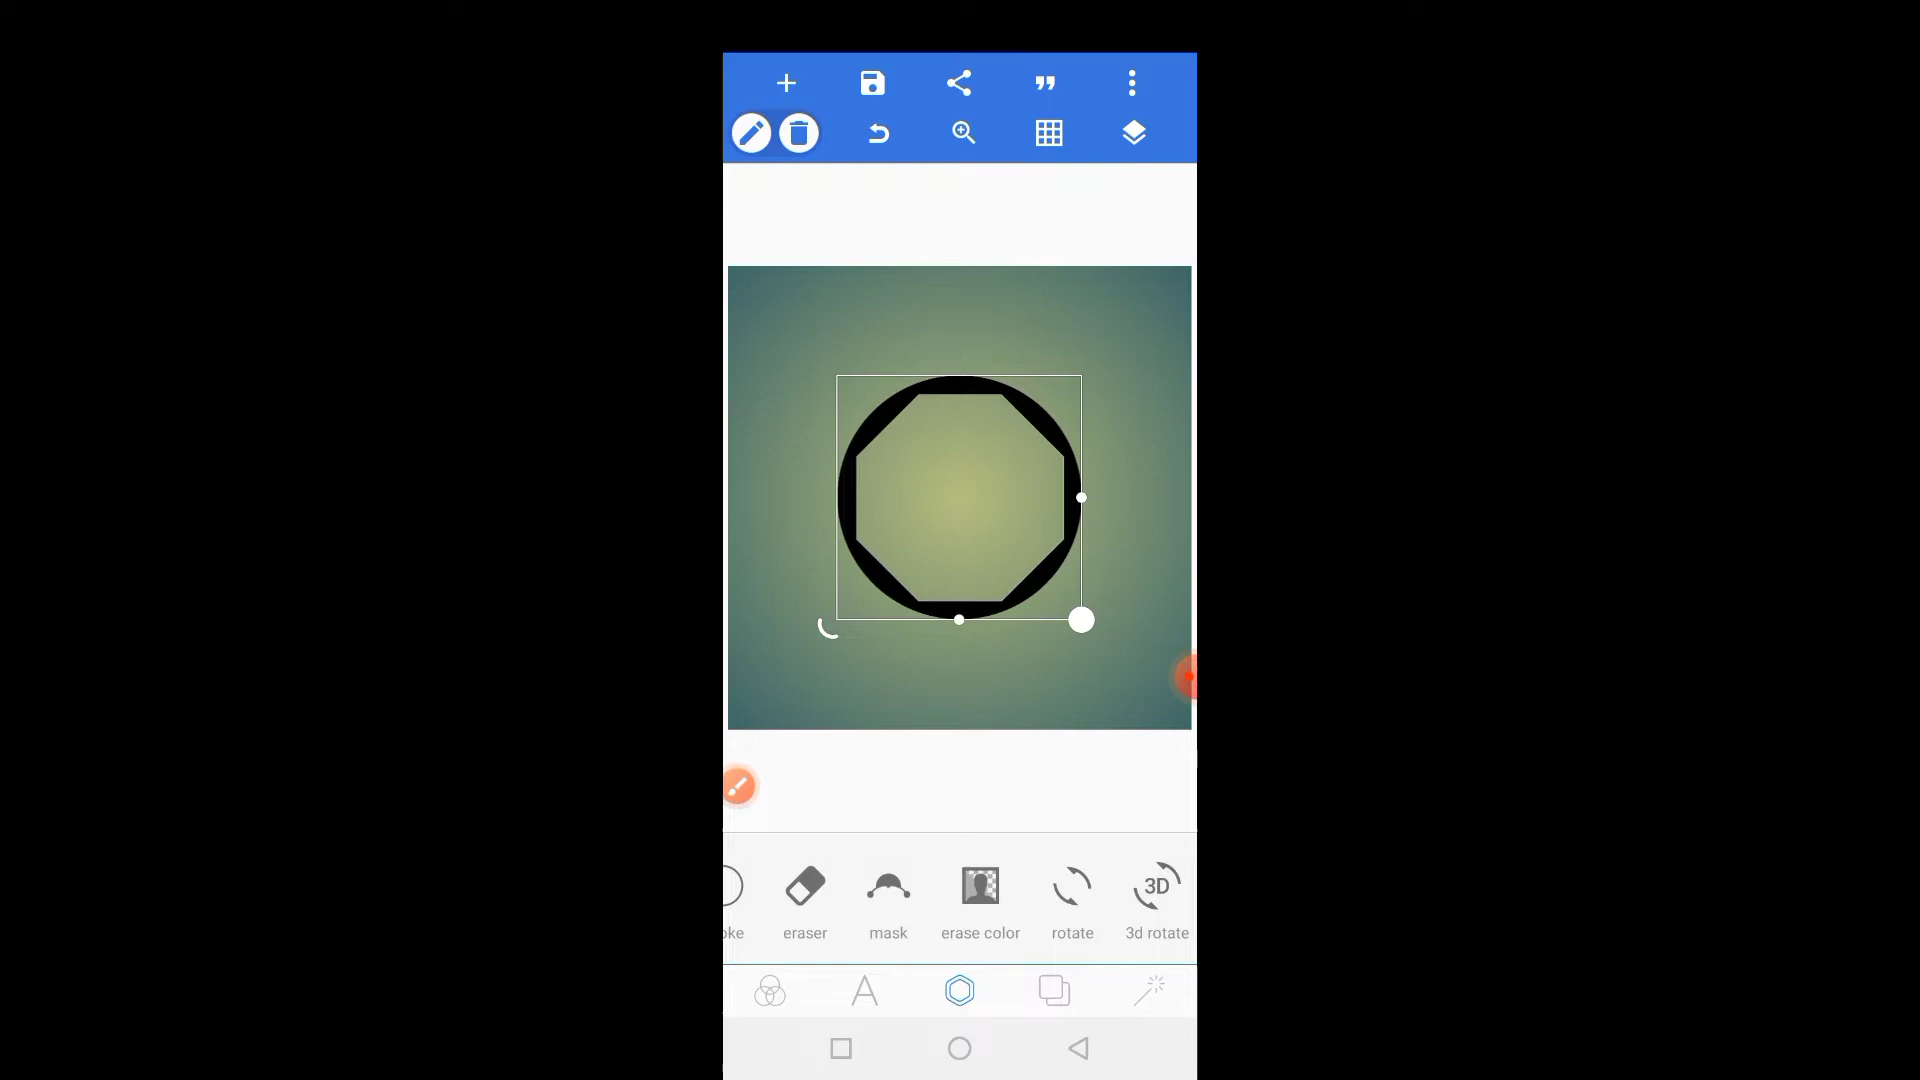 oke
eraser
mask
erase color
rotate
3D
3d rotate